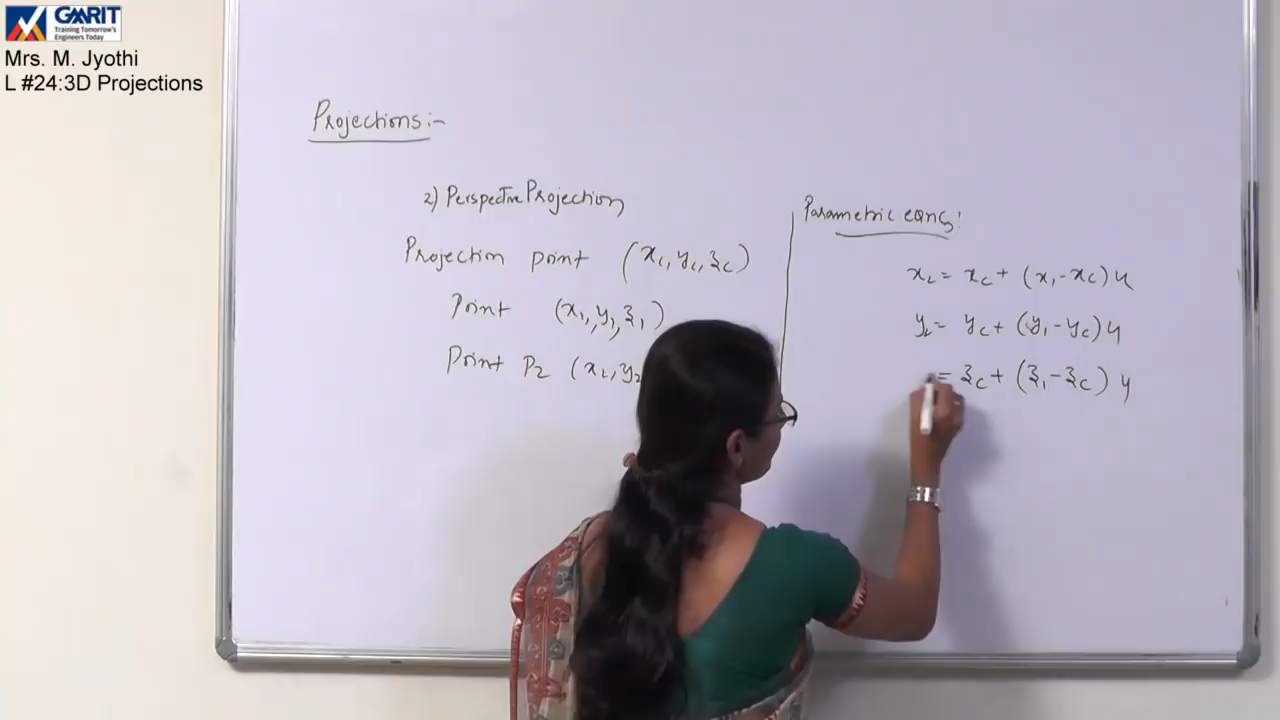 GMRIT
Training Tomorrow's
Engineers Today
Mrs. M. Jyothi
L #24:3D Projections
Projections:-
2) Perspective Projection
Projection point (xc, yc, zc)
Point (x1, y1, z1)
Point P2 (x2, y2
Parametric eqns:
x2 = xc + (x1 - xc) u
y2 = yc + (y1 - yc) u
= zc + (z1 - zc) u